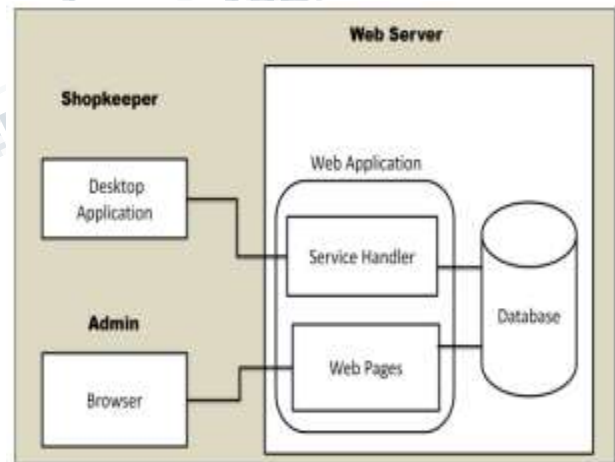 Web Server
Shopkeeper
Web Application
Desktop
Application
Service Handler
Database
Admin
Web Pages
Browser